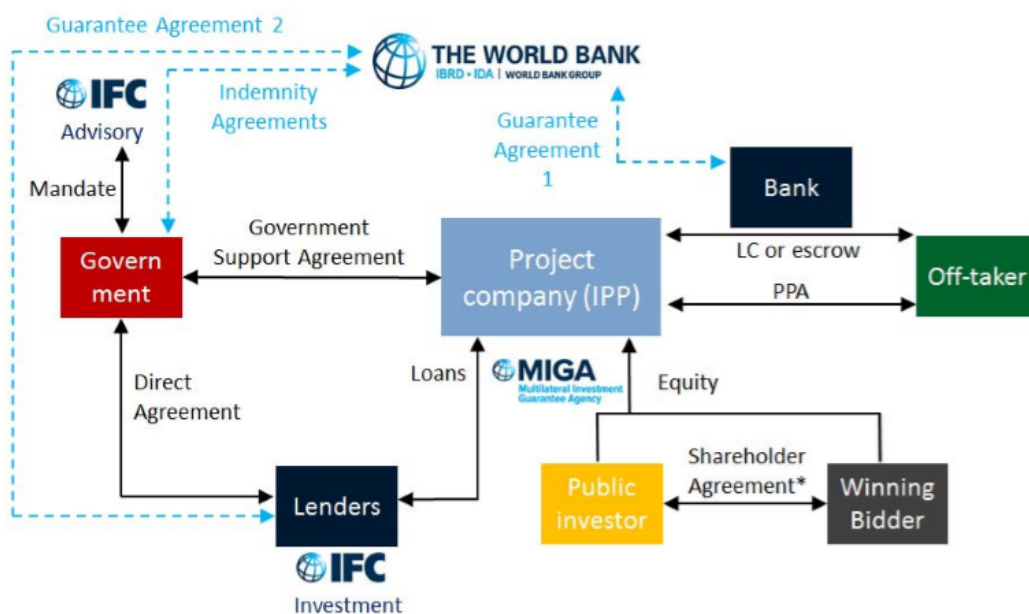 Guarantee Agreement 2
THE WORLD BANK
IBRD • IDA | WORLD BANK GROUP
IFC
Advisory
Indemnity
Agreements
Guarantee
Agreement
1
Mandate
Bank
Govern
ment
Government
Support Agreement
Project
company (IPP)
LC or escrow
PPA
Off-taker
Direct
Agreement
Loans
MIGA
Multilateral Investment
Guarantee Agency
Equity
Lenders
Public
investor
Shareholder
Agreement*
Winning
Bidder
IFC
Investment